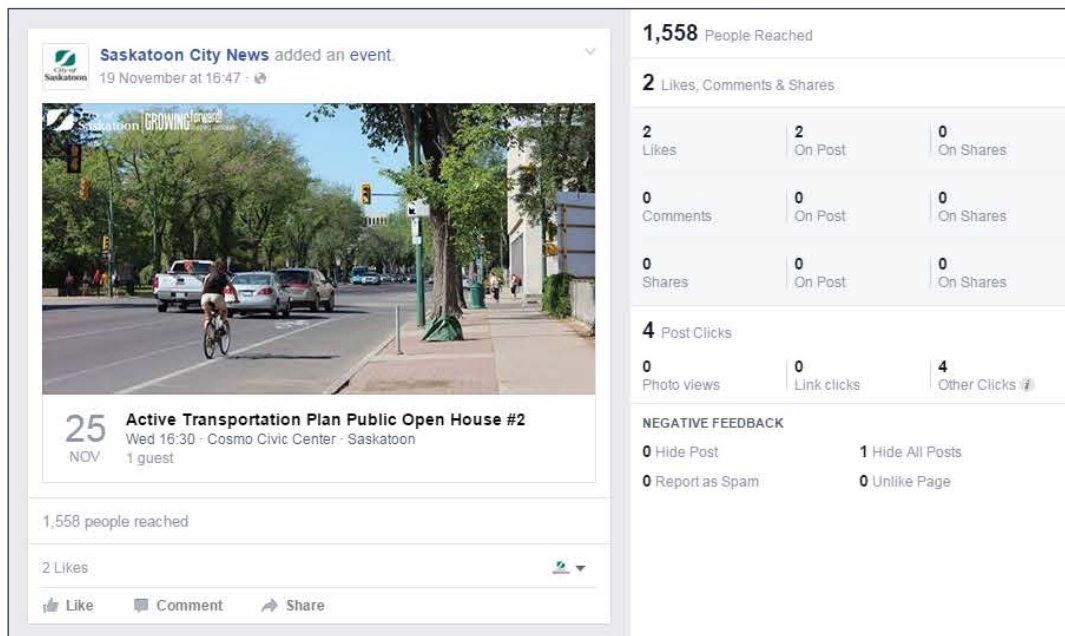 Saskatoon City News added an event.
19 November at 16:47 ·
City of
Saskatoon
City of
Saskatoon
GROWING forward!
25
NOV
Active Transportation Plan Public Open House #2
Wed 16:30 · Cosmo Civic Center · Saskatoon
1 guest
1,558 people reached
2 Likes
Like Comment Share
1,558 People Reached
2 Likes, Comments & Shares
2 2 0
Likes On Post On Shares
0 0 0
Comments On Post On Shares
0 0 0
Shares On Post On Shares
4 Post Clicks
0 0 4
Photo views Link clicks Other Clicks i
NEGATIVE FEEDBACK
0 Hide Post 1 Hide All Posts
0 Report as Spam 0 Unlike Page